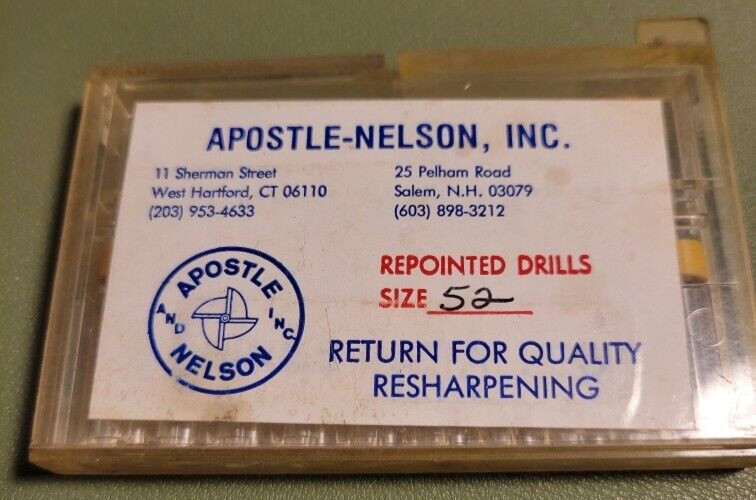 APOSTLE-NELSON, INC.
11 Sherman Street
West Hartford, CT 06110
(203) 953-4633
25 Pelham Road
Salem, N.H. 03079
(603) 898-3212
APOSTLE
AND
INC
NELSON
REPOINTED DRILLS
SIZE 52
RETURN FOR QUALITY
RESHARPENING